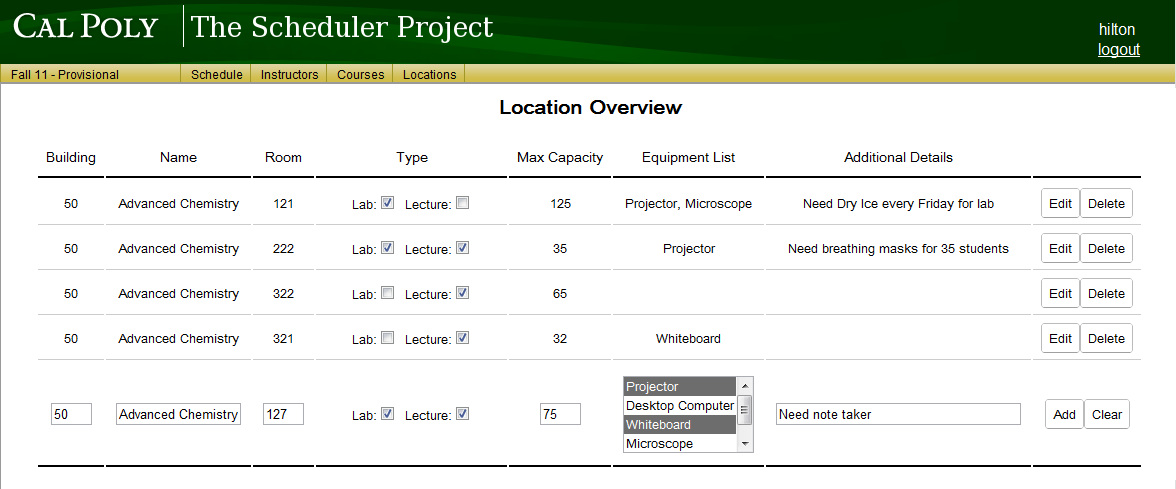 CAL POLY The Scheduler Project
hilton
logout
Fall 11 - Provisional Schedule Instructors Courses Locations
Location Overview
Building Name Room Type Max Capacity Equipment List Additional Details
50 Advanced Chemistry 121 Lab: Lecture: 125 Projector, Microscope Need Dry Ice every Friday for lab Edit Delete
50 Advanced Chemistry 222 Lab: Lecture: 35 Projector Need breathing masks for 35 students Edit Delete
50 Advanced Chemistry 322 Lab: Lecture: 65 Edit Delete
50 Advanced Chemistry 321 Lab: Lecture: 32 Whiteboard Edit Delete
Projector
Desktop Computer
50 Advanced Chemistry 127 Lab: Lecture: 75 Whiteboard Need note taker Add Clear
Microscope